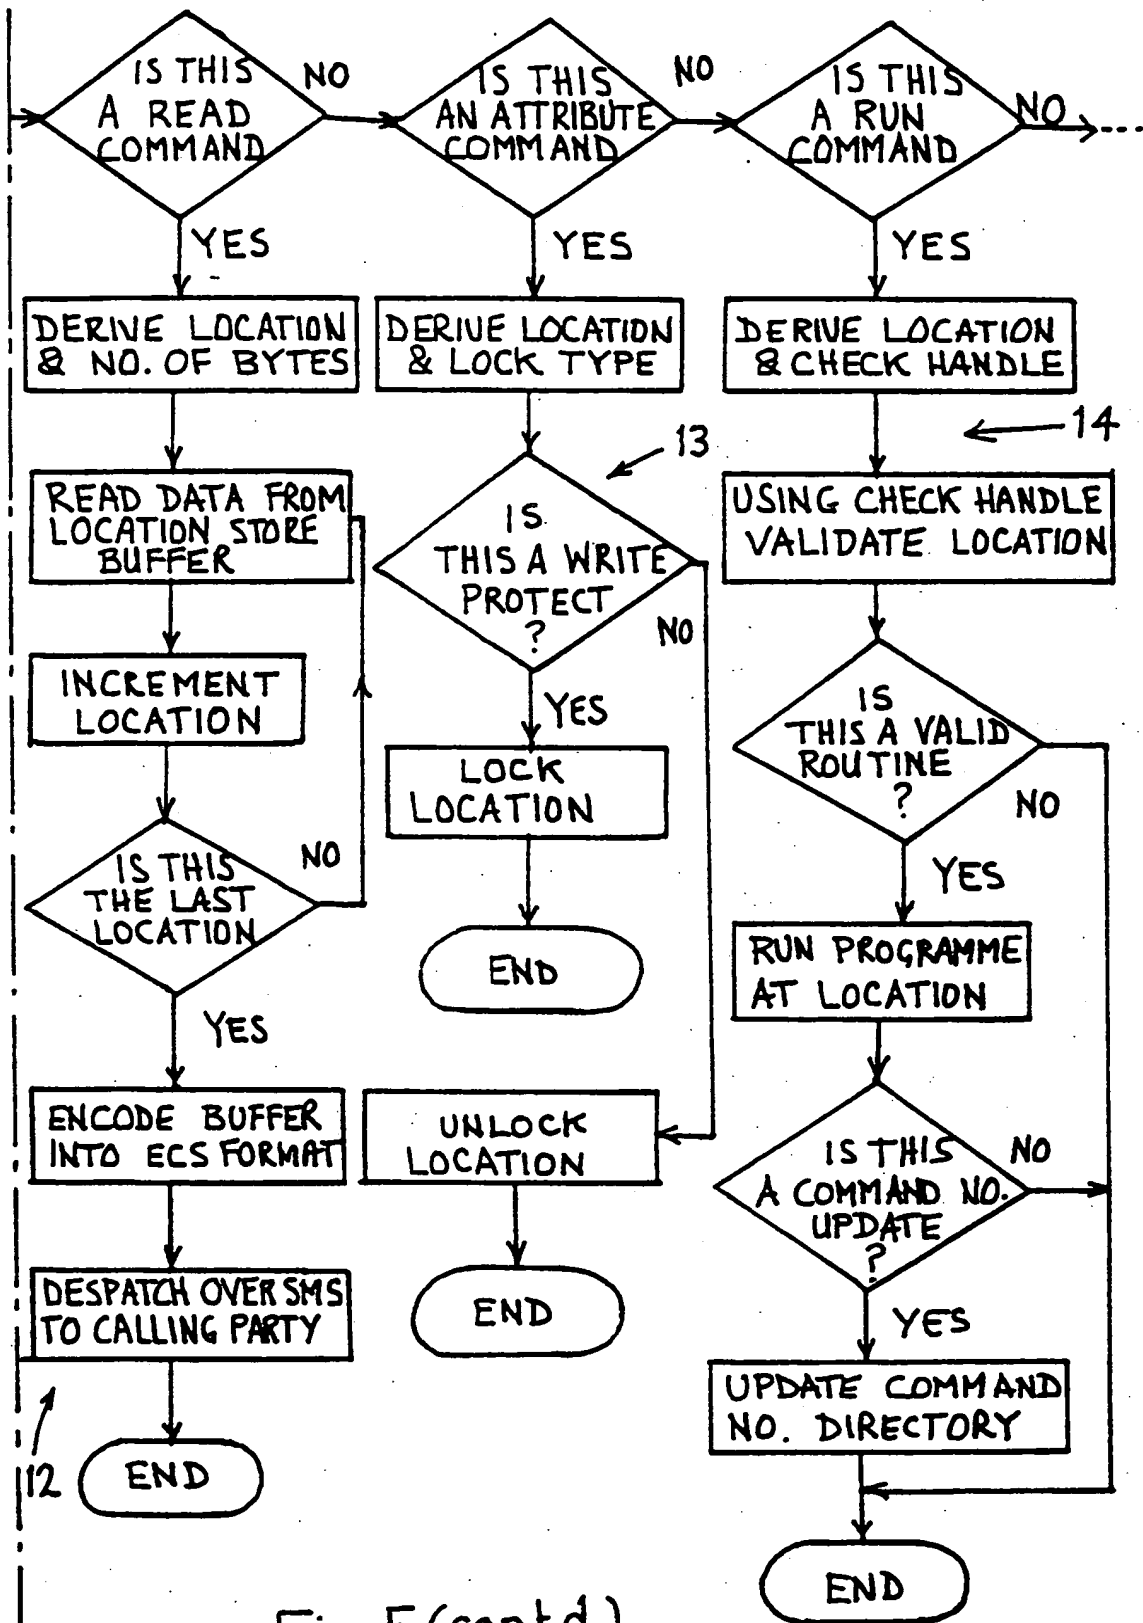 IS THIS
A READ
COMMAND
NO
YES
DERIVE LOCATION
& NO. OF BYTES
READ DATA FROM
LOCATION STORE
BUFFER
INCREMENT
LOCATION
IS THIS
THE LAST
LOCATION
NO
YES
ENCODE BUFFER
INTO ECS FORMAT
DESPATCH OVER SMS
TO CALLING PARTY
12
END
IS THIS
AN ATTRIBUTE
COMMAND
NO
YES
DERIVE LOCATION
& LOCK TYPE
13
IS
THIS A WRITE
PROTECT
?
NO
YES
LOCK
LOCATION
END
UNLOCK
LOCATION
END
IS THIS
A RUN
COMMAND
NO
YES
DERIVE LOCATION
& CHECK HANDLE
14
USING CHECK HANDLE
VALIDATE LOCATION
IS
THIS A VALID
ROUTINE
?
NO
YES
RUN PROGRAMME
AT LOCATION
IS THIS
A COMMAND NO.
UPDATE
?
NO
YES
UPDATE COMMAND
NO. DIRECTORY
END
Fig. 5 (contd.)